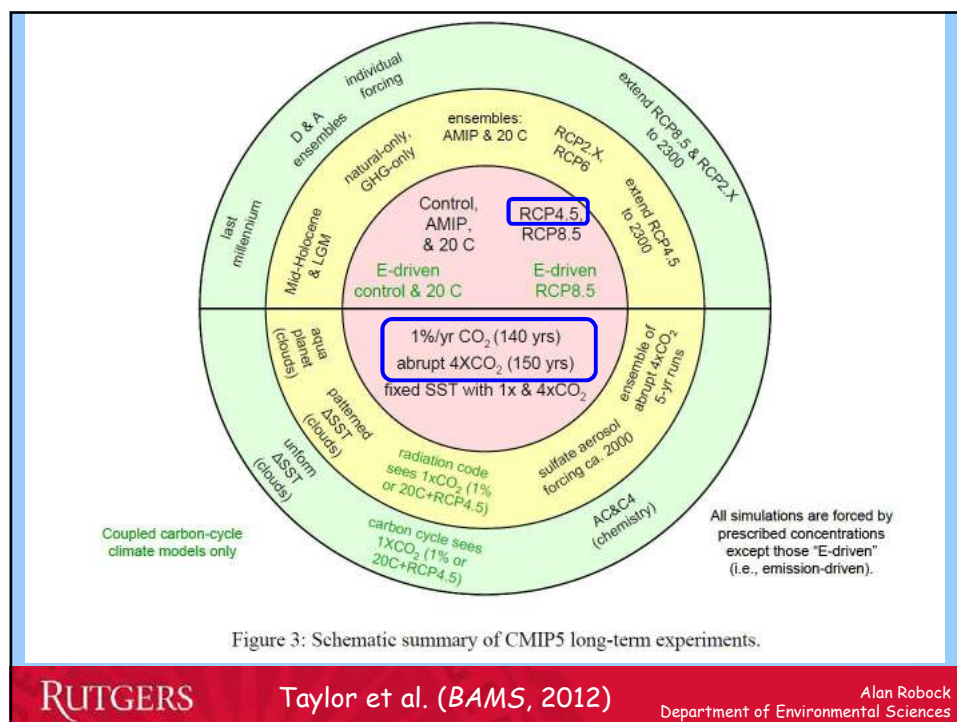 individual
forcing
D & A
ensembles
last
millennium
extend RCP8.5 & RCP2.X
to 2300
ensembles:
AMIP & 20 C
natural-only,
GHG-only
Mid-Holocene
& LGM
RCP2.X,
RCP6
extend RCP4.5
to 2300
Control,
AMIP,
& 20 C
RCP4.5,
RCP8.5
E-driven
control & 20 C
E-driven
RCP8.5
1%/yr CO₂ (140 yrs)
abrupt 4XCO₂ (150 yrs)
fixed SST with 1x & 4xCO₂
aqua
planet
(clouds)
patterned
ΔSST
(clouds)
unform
ΔSST
(clouds)
radiation code
sees 1xCO₂ (1%
or 20C+RCP4.5)
carbon cycle sees
1XCO₂ (1% or
20C+RCP4.5)
sulfate aerosol
forcing ca. 2000
ensemble of
abrupt 4xCO₂
5-yr runs
AC&C4
(chemistry)
Coupled carbon-cycle
climate models only
All simulations are forced by
prescribed concentrations
except those "E-driven"
(i.e., emission-driven).
Figure 3: Schematic summary of CMIP5 long-term experiments.
RUTGERS
Taylor et al. (BAMS, 2012)
Alan Robock
Department of Environmental Sciences